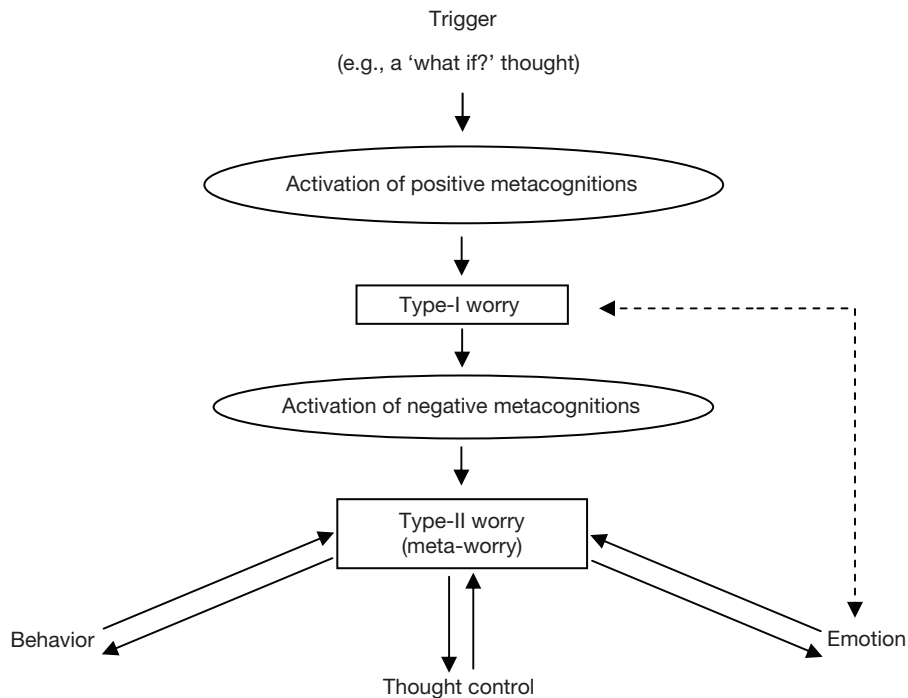 Trigger
(e.g., a ‘what if?’ thought)
Activation of positive metacognitions
Type-I worry
Activation of negative metacognitions
Type-II worry
(meta-worry)
Behavior
Emotion
Thought control